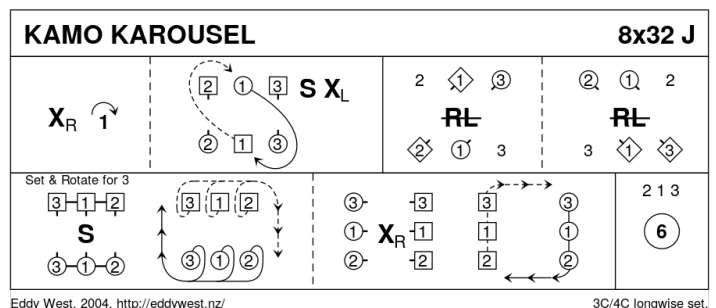 KAMO KAROUSEL 8x32 J
2 1 3 S XL 2 1 3 2 1 2
XR 1 RL RL
2 1 3 2 1 3 3 1 3
Set & Rotate for 3 2 1 3
3 1 2 3 1 2 3 3 3 3
S 1 XR 1 1 1 6
3 1 2 3 1 2 2 2 2 2
Eddy West, 2004, http://eddywest.nz/ 3C/4C longwise set.